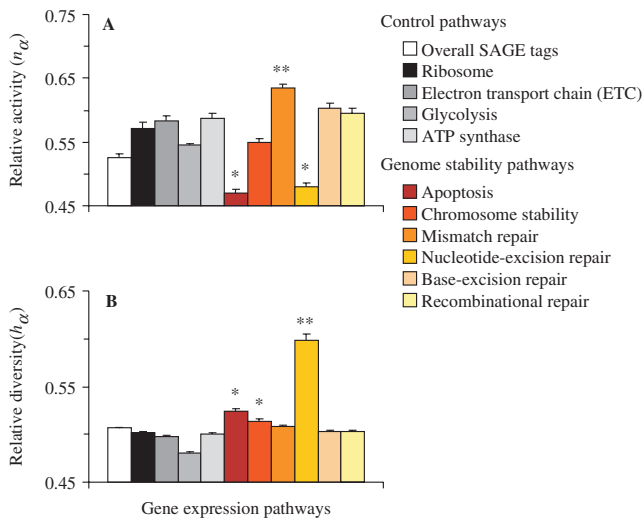 A
Relative activity (nα)
0.75
0.65
0.55
0.45
*
**
*
Control pathways
Overall SAGE tags
Ribosome
Electron transport chain (ETC)
Glycolysis
ATP synthase
Genome stability pathways
Apoptosis
Chromosome stability
Mismatch repair
Nucleotide-excision repair
Base-excision repair
Recombinational repair
B
Relative diversity(hα)
0.65
0.55
0.45
*
*
**
Gene expression pathways